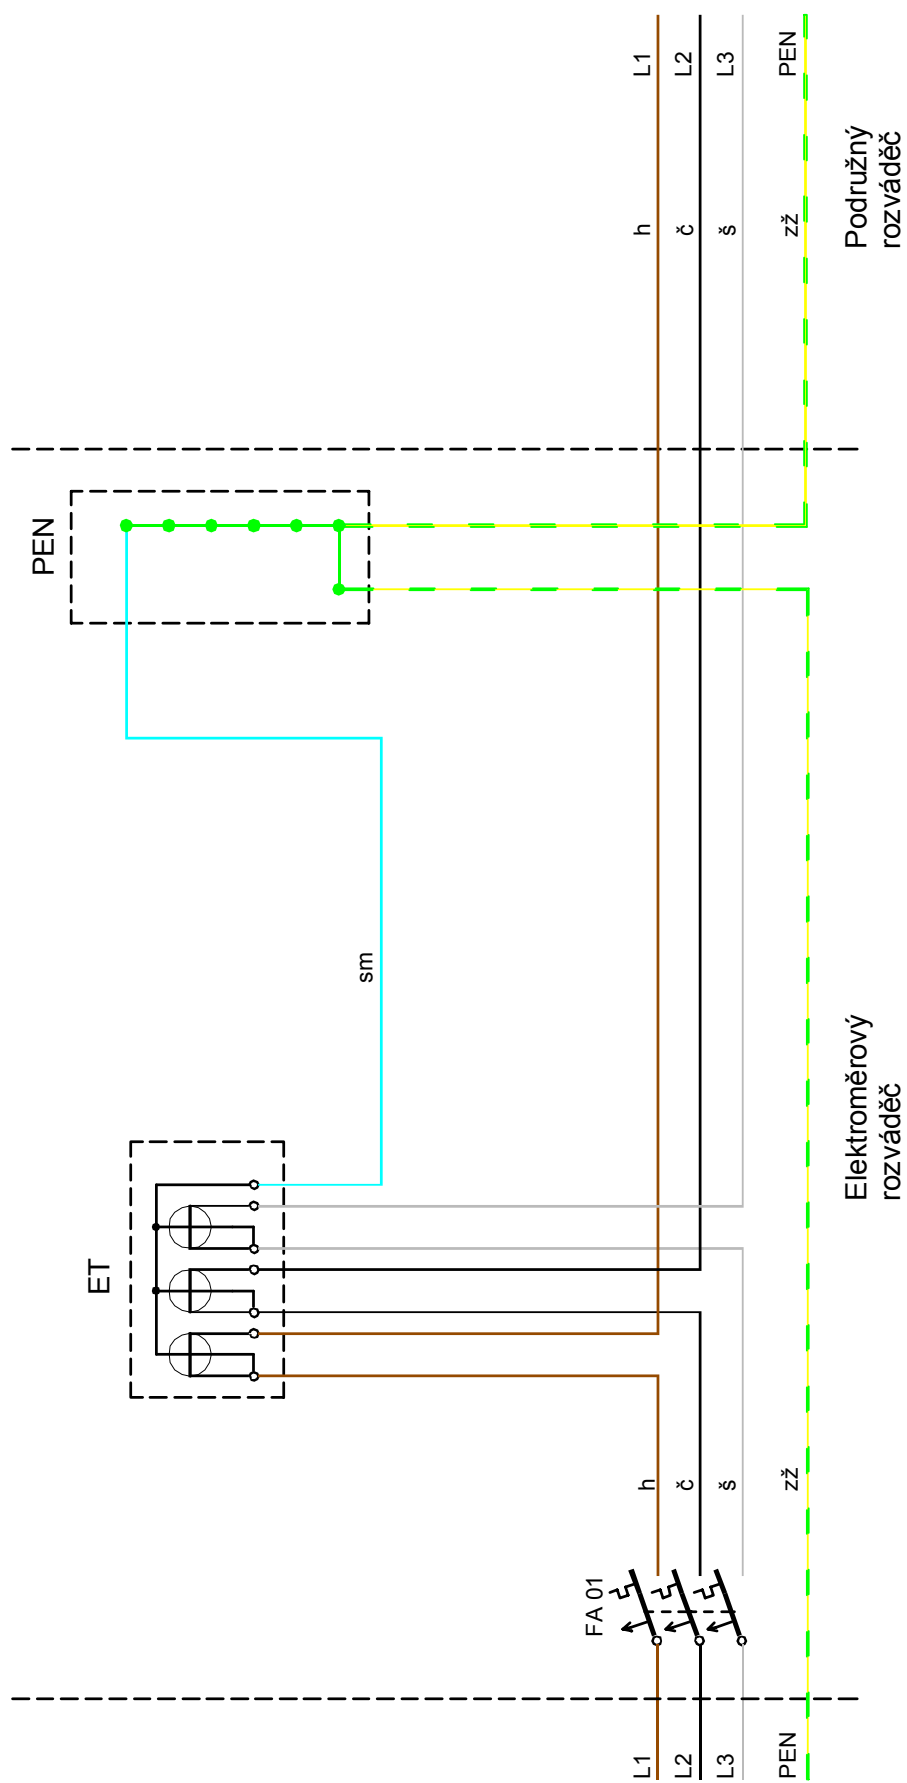 L1
L2
L3
PEN
h
č
š
zž
Podružný
rozváděč
PEN
sm
ET
Elektroměrový
rozváděč
h
č
š
zž
FA 01
L1
L2
L3
PEN